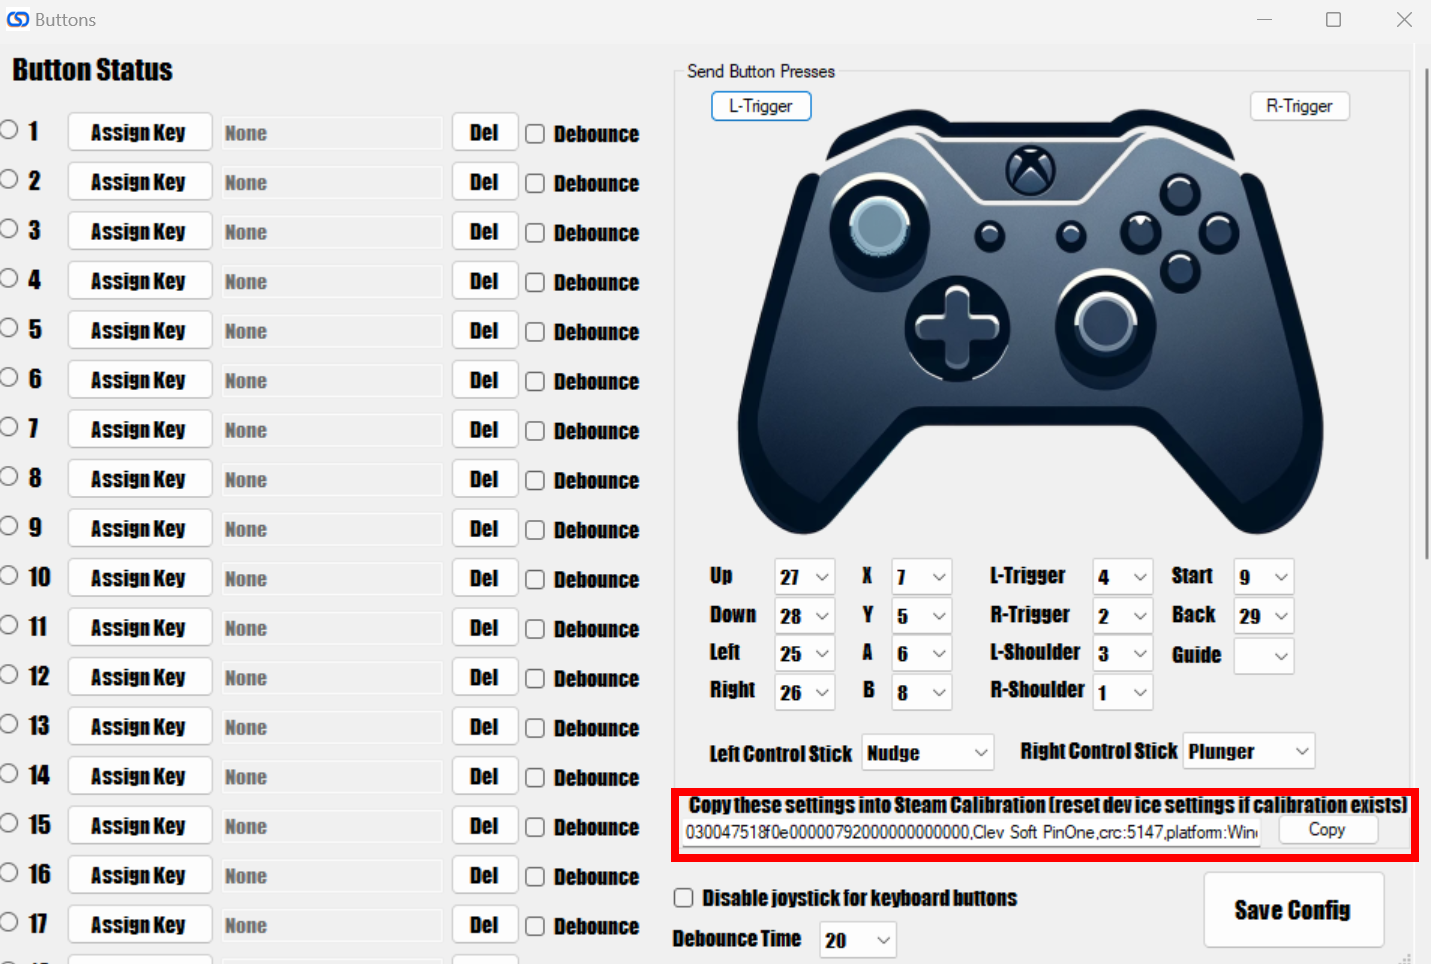 Buttons
Button Status
1 Assign Key None Del Debounce
2 Assign Key None Del Debounce
3 Assign Key None Del Debounce
4 Assign Key None Del Debounce
5 Assign Key None Del Debounce
6 Assign Key None Del Debounce
7 Assign Key None Del Debounce
8 Assign Key None Del Debounce
9 Assign Key None Del Debounce
10 Assign Key None Del Debounce
11 Assign Key None Del Debounce
12 Assign Key None Del Debounce
13 Assign Key None Del Debounce
14 Assign Key None Del Debounce
15 Assign Key None Del Debounce
16 Assign Key None Del Debounce
17 Assign Key None Del Debounce
Send Button Presses
L-Trigger R-Trigger
Up 27 X 7 L-Trigger 4 Start 9
Down 28 Y 5 R-Trigger 2 Back 29
Left 25 A 6 L-Shoulder 3 Guide
Right 26 B 8 R-Shoulder 1
Left Control Stick Nudge Right Control Stick Plunger
Copy these settings into Steam Calibration (reset device settings if calibration exists)
030047518f0e00000792000000000000,Clev Soft PinOne,crc:5147,platform:Win Copy
Disable joystick for keyboard buttons
Debounce Time 20
Save Config